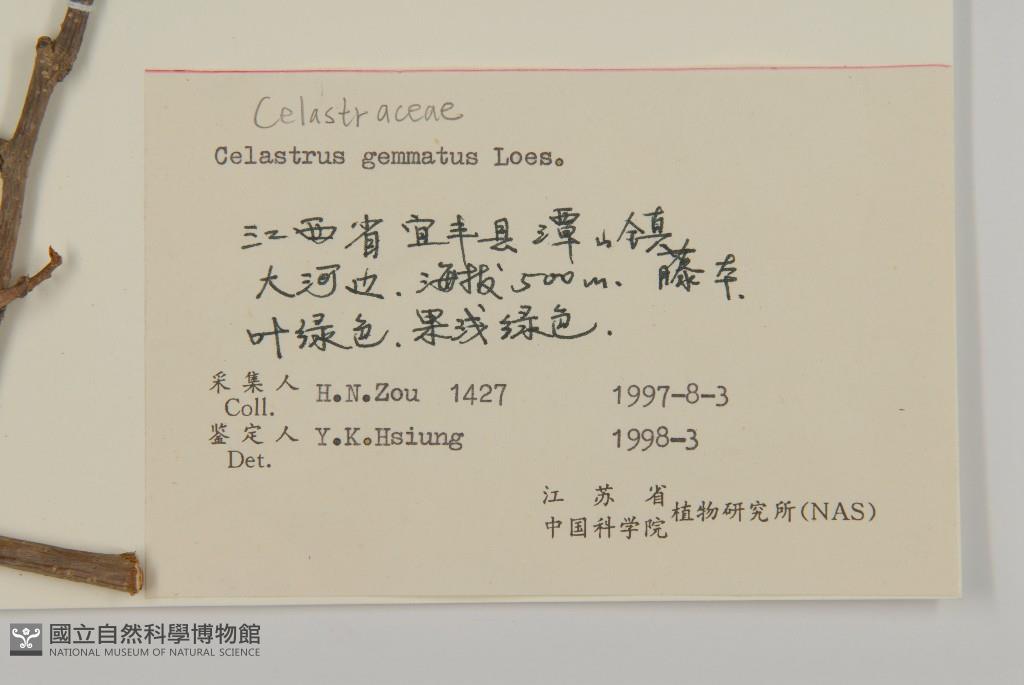 Celastraceae
Celastrus gemmatus Loes.
江西省宜丰县潭山镇
大河边.海拔500m. 藤本.
叶绿色.果浅绿色.
采集人 H.N.Zou 1427 1997-8-3
Coll.
鉴定人 Y.K.Hsiung 1998-3
Det.
江苏省
中国科学院 植物研究所(NAS)
國立自然科學博物館
NATIONAL MUSEUM OF NATURAL SCIENCE